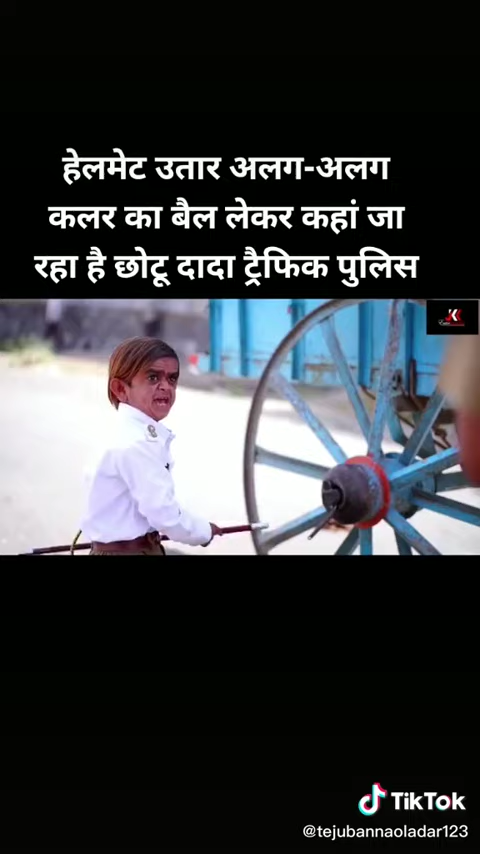 हेलमेट उतार अलग-अलग
कलर का बैल लेकर कहां जा
रहा है छोटू दादा ट्रैफिक पुलिस
TikTok
@tejubannaoladar123